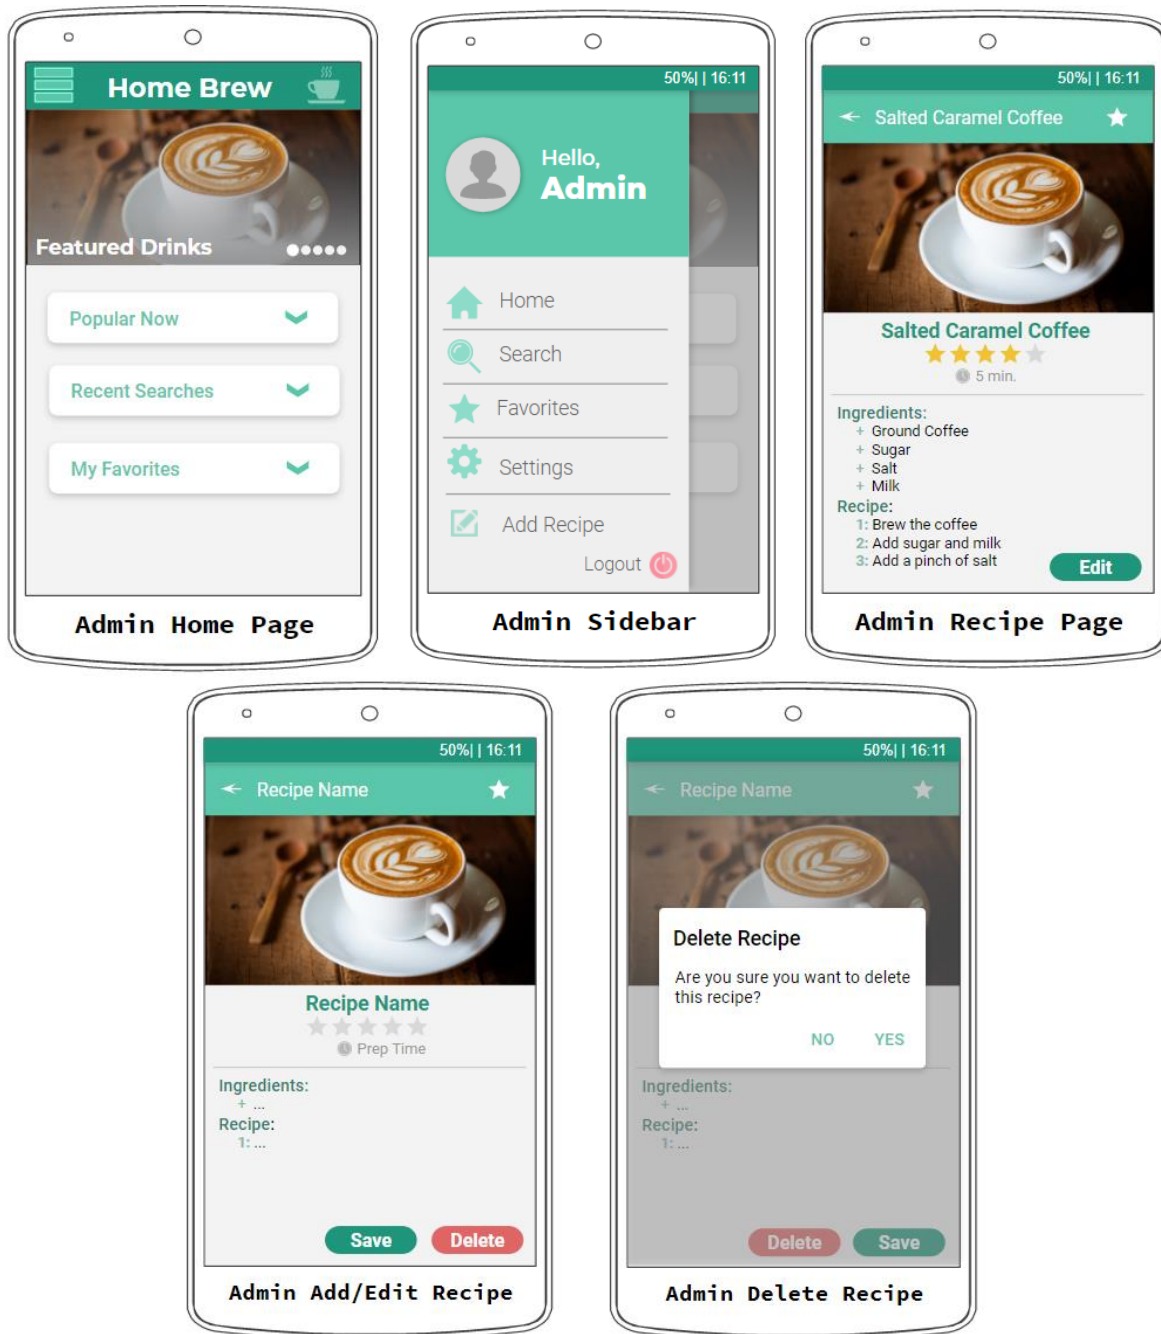 Home Brew
Featured Drinks
Popular Now
Recent Searches
My Favorites
Admin Home Page
50%| | 16:11
Hello,
Admin
Home
Search
Favorites
Settings
Add Recipe
Logout
Admin Sidebar
50%| | 16:11
Salted Caramel Coffee
Salted Caramel Coffee
5 min.
Ingredients:
+ Ground Coffee
+ Sugar
+ Salt
+ Milk
Recipe:
1: Brew the coffee
2: Add sugar and milk
3: Add a pinch of salt
Edit
Admin Recipe Page
50%| | 16:11
Recipe Name
Recipe Name
Prep Time
Ingredients:
+ ...
Recipe:
1: ...
Save Delete
Admin Add/Edit Recipe
50%| | 16:11
Recipe Name
Delete Recipe
Are you sure you want to delete
this recipe?
NO YES
Ingredients:
+ ...
Recipe:
1: ...
Delete Save
Admin Delete Recipe